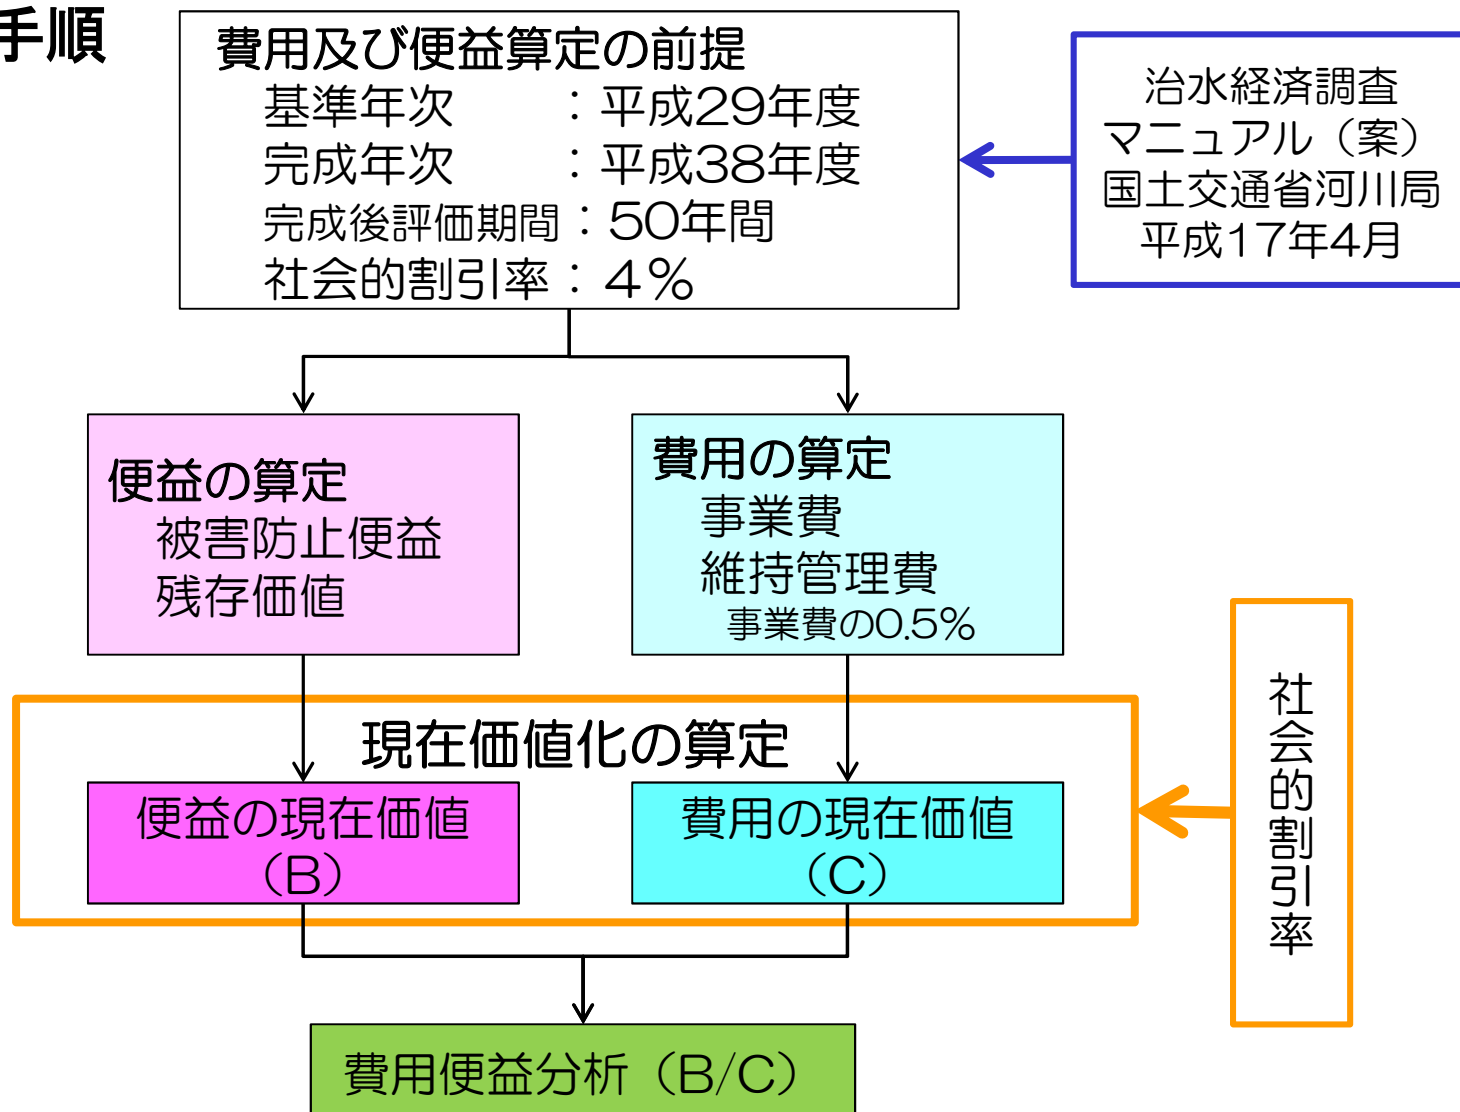 手順
費用及び便益算定の前提
基準年次 ：平成29年度
完成年次 ：平成38年度
完成後評価期間：50年間
社会的割引率：4%
治水経済調査
マニュアル（案）
国土交通省河川局
平成17年4月
便益の算定
被害防止便益
残存価値
費用の算定
事業費
維持管理費
事業費の0.5%
現在価値化の算定
便益の現在価値
（B）
費用の現在価値
（C）
社会的割引率
費用便益分析（B/C）